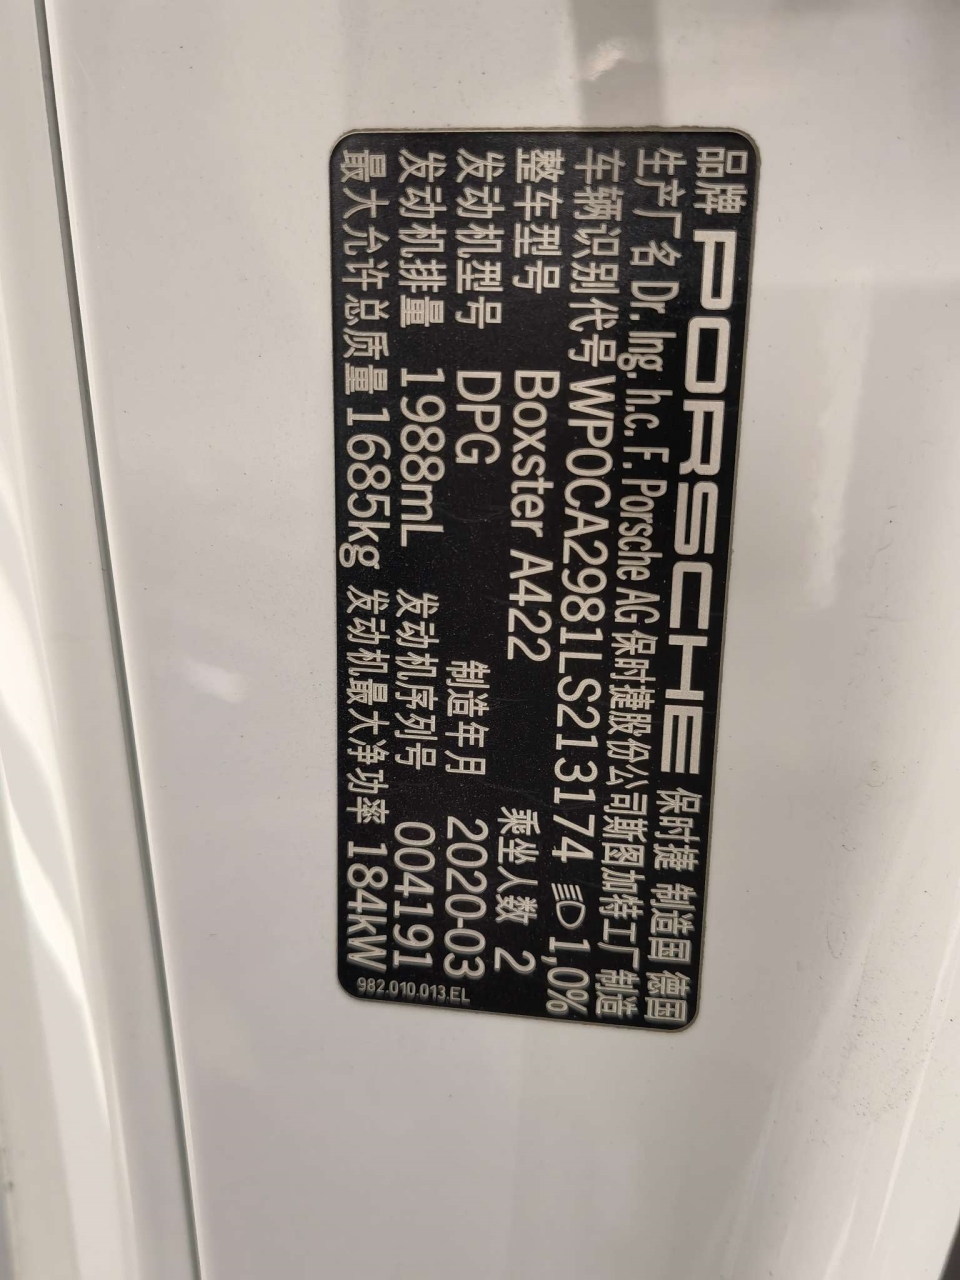 品牌 PORSCHE 保时捷 制造国 德国
生产厂名 Dr. Ing. h.c. F. Porsche AG 保时捷股份公司斯图加特工厂 制造
车辆识别代号 WP0CA2981LS213174 1,0%
整车型号 Boxster A422 乘坐人数 2
发动机型号 DPG 制造年月 2020-03
发动机排量 1988mL 发动机序列号 004191
最大允许总质量 1685kg 发动机最大净功率 184kW
982.010.013.EL